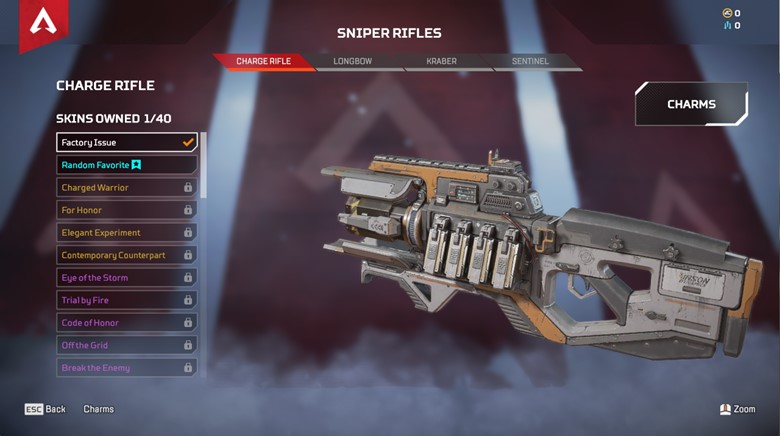 SNIPER RIFLES
0
0
CHARGE RIFLE
LONGBOW
KRABER
SENTINEL
CHARGE RIFLE
CHARMS
SKINS OWNED 1/40
Factory Issue
Random Favorite
Charged Warrior
For Honor
Elegant Experiment
Contemporary Counterpart
Eye of the Storm
Trial by Fire
Code of Honor
Off the Grid
Break the Enemy
ESC Back
Charms
Zoom